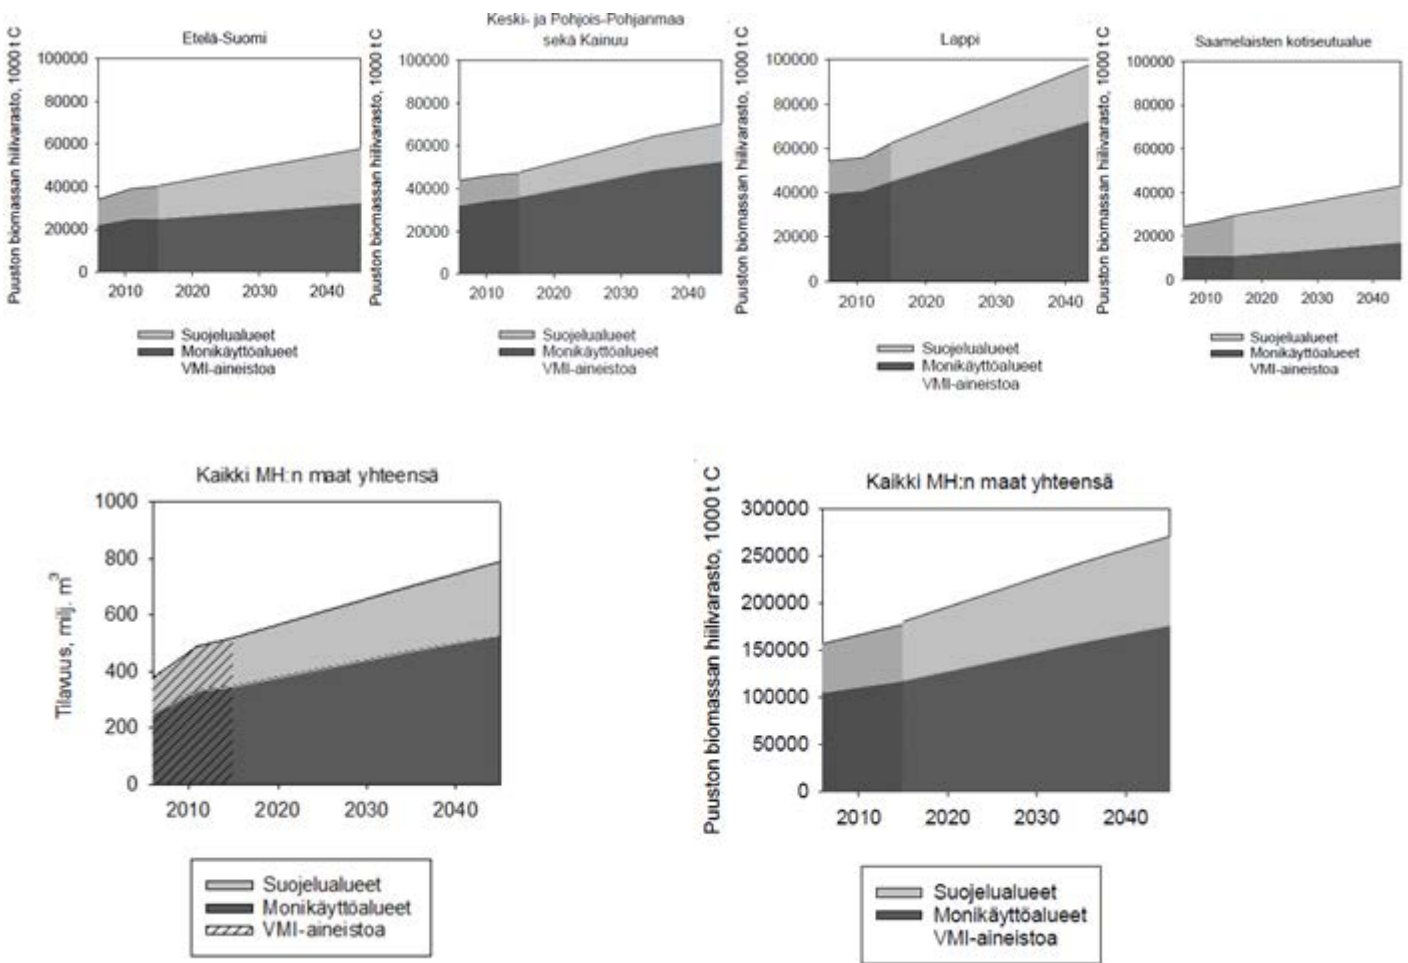 Etelä-Suomi
Puuston biomassan hiilivarasto, 1000 t C
100000
80000
60000
40000
20000
0
2010
2020
2030
2040
Suojelualueet
Monikäyttöalueet
VMI-aineistoa
Keski- ja Pohjois-Pohjanmaa
sekä Kainuu
Puuston biomassan hiilivarasto, 1000 t C
100000
80000
60000
40000
20000
0
2010
2020
2030
2040
Suojelualueet
Monikäyttöalueet
VMI-aineistoa
Lappi
Puuston biomassan hiilivarasto, 1000 t C
100000
80000
60000
40000
20000
0
2010
2020
2030
2040
Suojelualueet
Monikäyttöalueet
VMI-aineistoa
Saamelaisten kotiseutualue
Puuston biomassan hiilivarasto, 1000 t C
100000
80000
60000
40000
20000
0
2010
2020
2030
2040
Suojelualueet
Monikäyttöalueet
VMI-aineistoa
Kaikki MH:n maat yhteensä
Tilavuus, milj. m³
1000
800
600
400
200
0
2010
2020
2030
2040
Suojelualueet
Monikäyttöalueet
VMI-aineistoa
Kaikki MH:n maat yhteensä
Puuston biomassan hiilivarasto, 1000 t C
300000
250000
200000
150000
100000
50000
0
2010
2020
2030
2040
Suojelualueet
Monikäyttöalueet
VMI-aineistoa